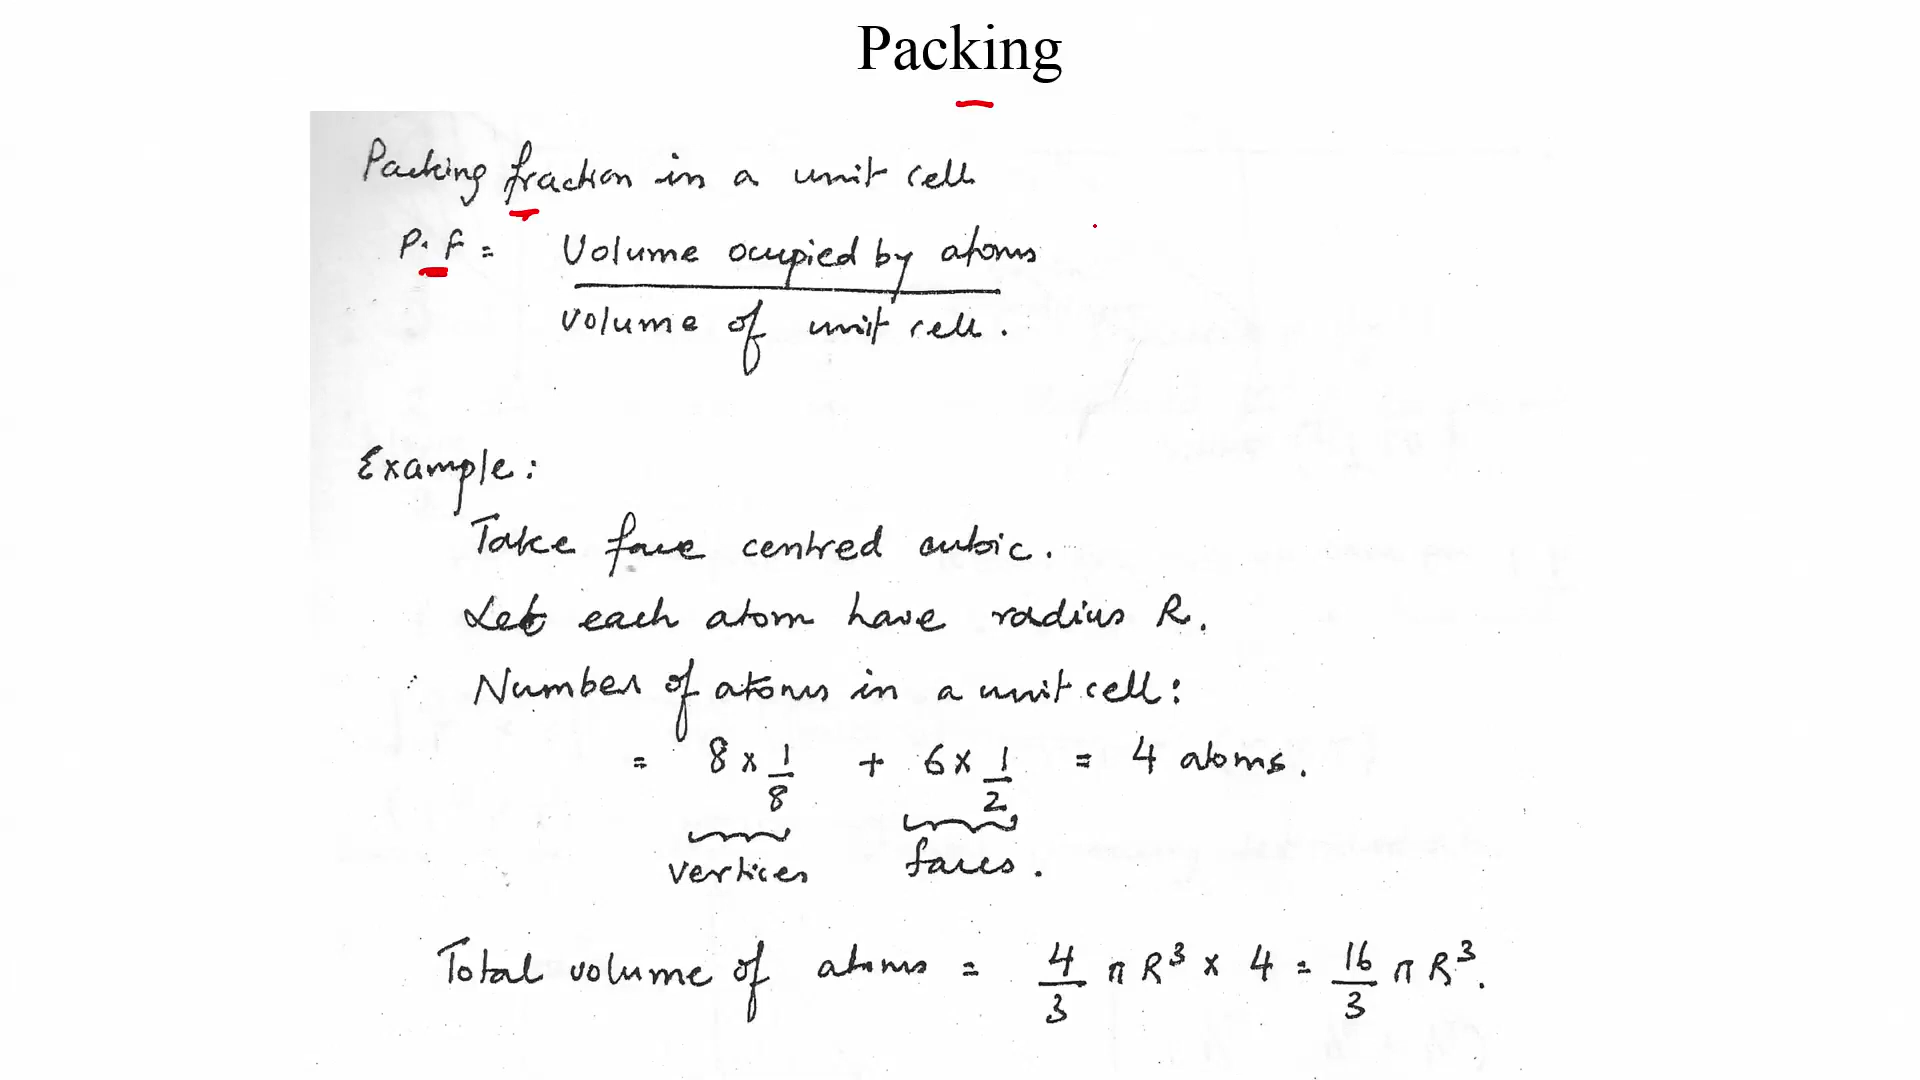 Packing
Packing fraction in a unit cell
P.F = Volume ocupied by atoms
volume of unit cell.
Example:
Take face centred cubic.
Let each atom have radius R.
Number of atoms in a unit cell:
= 8 × 1/8 + 6 × 1/2 = 4 atoms.
vertices faces.
Total volume of atoms = 4/3 π R³ × 4 = 16/3 π R³.